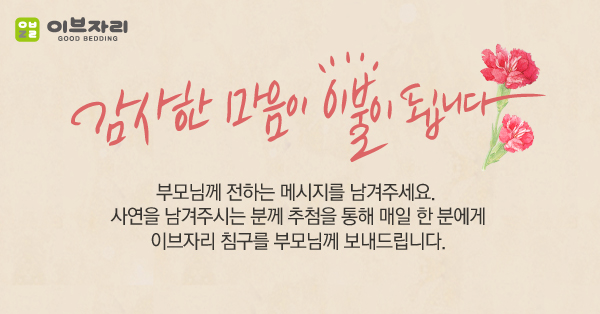 이불
이브자리
GOOD BEDDING
감사한 마음이 이불이 됩니다
부모님께 전하는 메시지를 남겨주세요.
사연을 남겨주시는 분께 추첨을 통해 매일 한 분에게
이브자리 침구를 부모님께 보내드립니다.